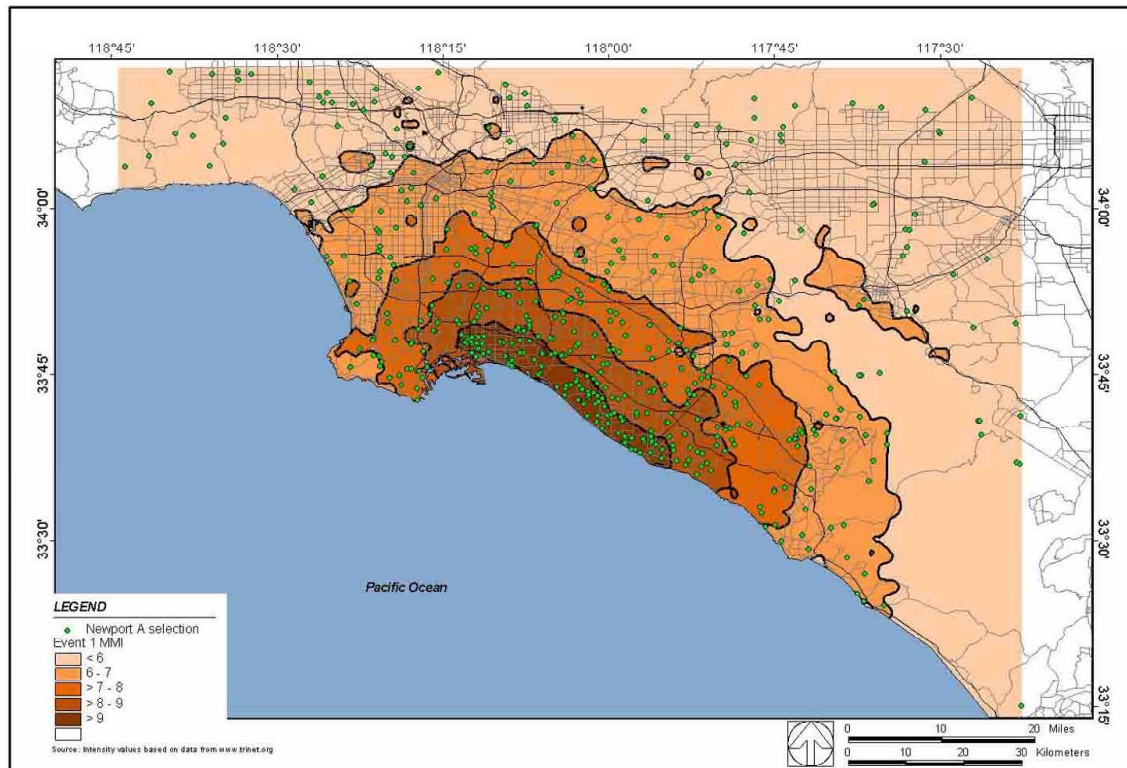 118°45' 118°30' 118°15' 118°00' 117°45' 117°30'
34°00' 34°00'
33°45' 33°45'
33°30' 33°30'
33°15'
Pacific Ocean
LEGEND
Newport A selection
Event 1 MMI
< 6
6 - 7
> 7 - 8
> 8 - 9
> 9
Source: Intensity values based on data from www.trinet.org
0 10 20 Miles
0 10 20 30 Kilometers